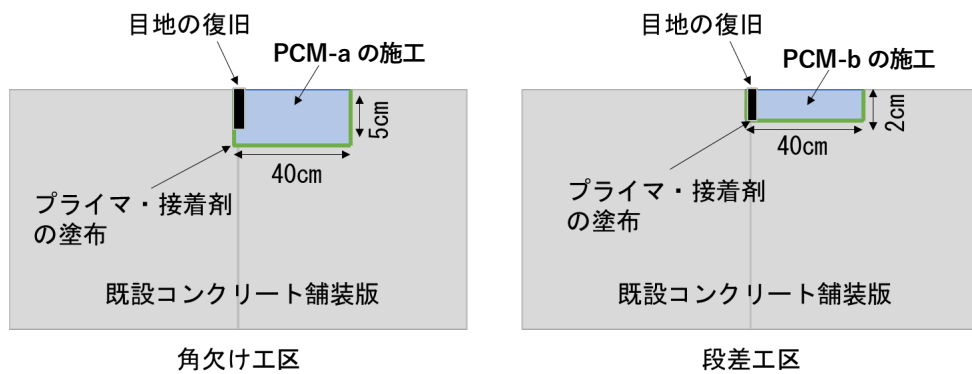 目地の復旧
PCM-a の施工
5cm
40cm
プライマ・接着剤
の塗布
既設コンクリート舗装版
角欠け工区
目地の復旧
PCM-b の施工
2cm
40cm
プライマ・接着剤
の塗布
既設コンクリート舗装版
段差工区